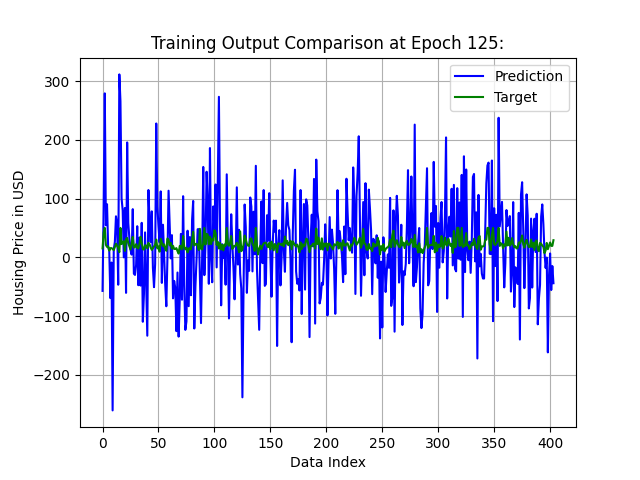 Training Output Comparison at Epoch 125:
Prediction
Target
Housing Price in USD
300
200
100
0
−100
−200
0 50 100 150 200 250 300 350 400
Data Index